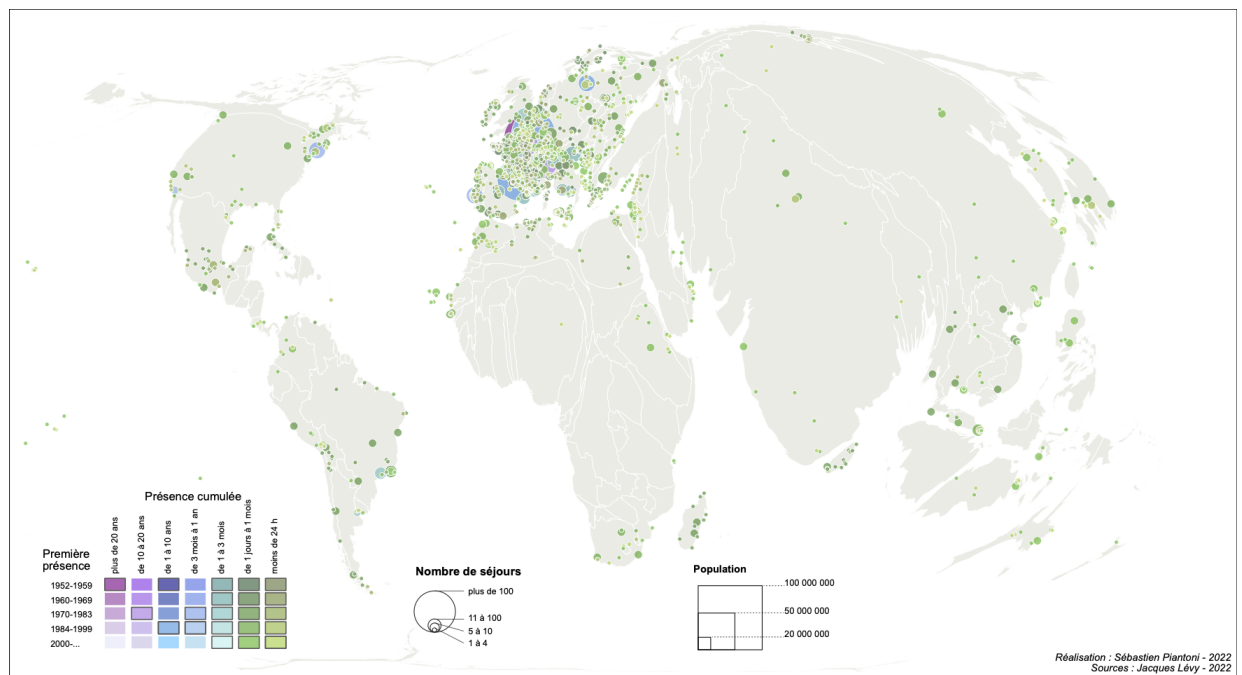 Présence cumulée
plus de 20 ans
de 10 à 20 ans
de 1 à 10 ans
de 3 mois à 1 an
de 1 à 3 mois
de 1 jours à 1 mois
moins de 24 h
Première
présence
1952-1959
1960-1969
1970-1983
1984-1999
2000-...
Nombre de séjours
plus de 100
11 à 100
5 à 10
1 à 4
Population
100 000 000
50 000 000
20 000 000
Réalisation : Sébastien Piantoni - 2022
Sources : Jacques Lévy - 2022